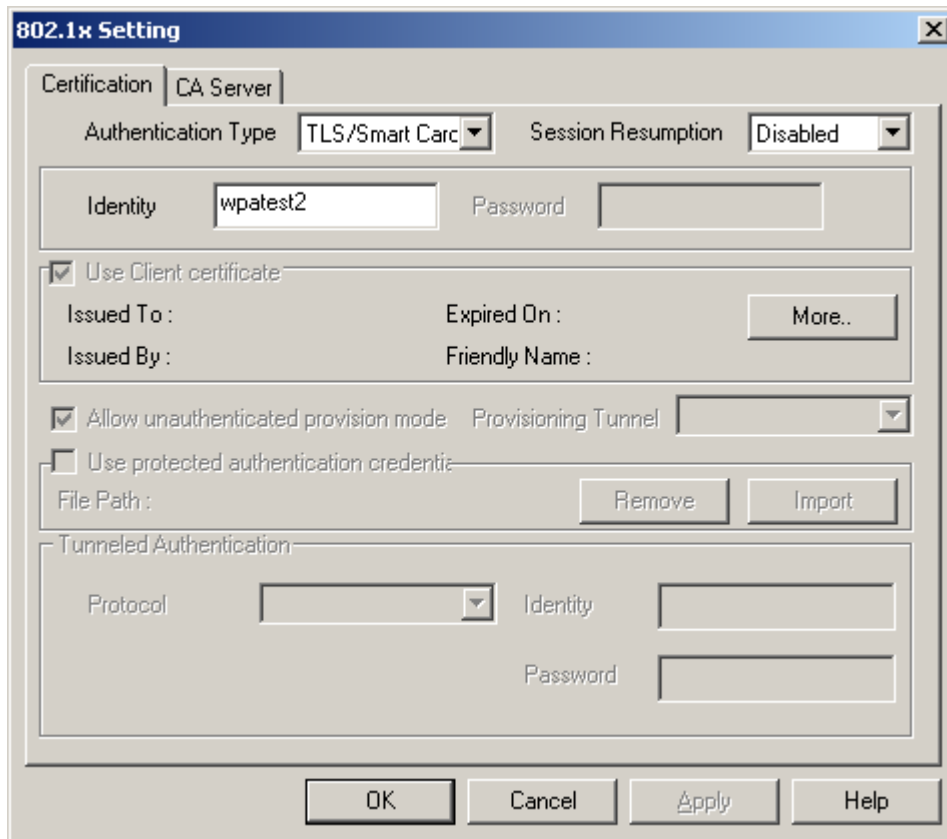 802.1x Setting
Certification CA Server
Authentication Type TLS/Smart Carc Session Resumption Disabled
Identity wpatest2 Password
Use Client certificate
Issued To : Expired On : More..
Issued By : Friendly Name :
Allow unauthenticated provision mode Provisioning Tunnel
Use protected authentication credentia
File Path : Remove Import
Tunneled Authentication
Protocol Identity
Password
OK Cancel Apply Help